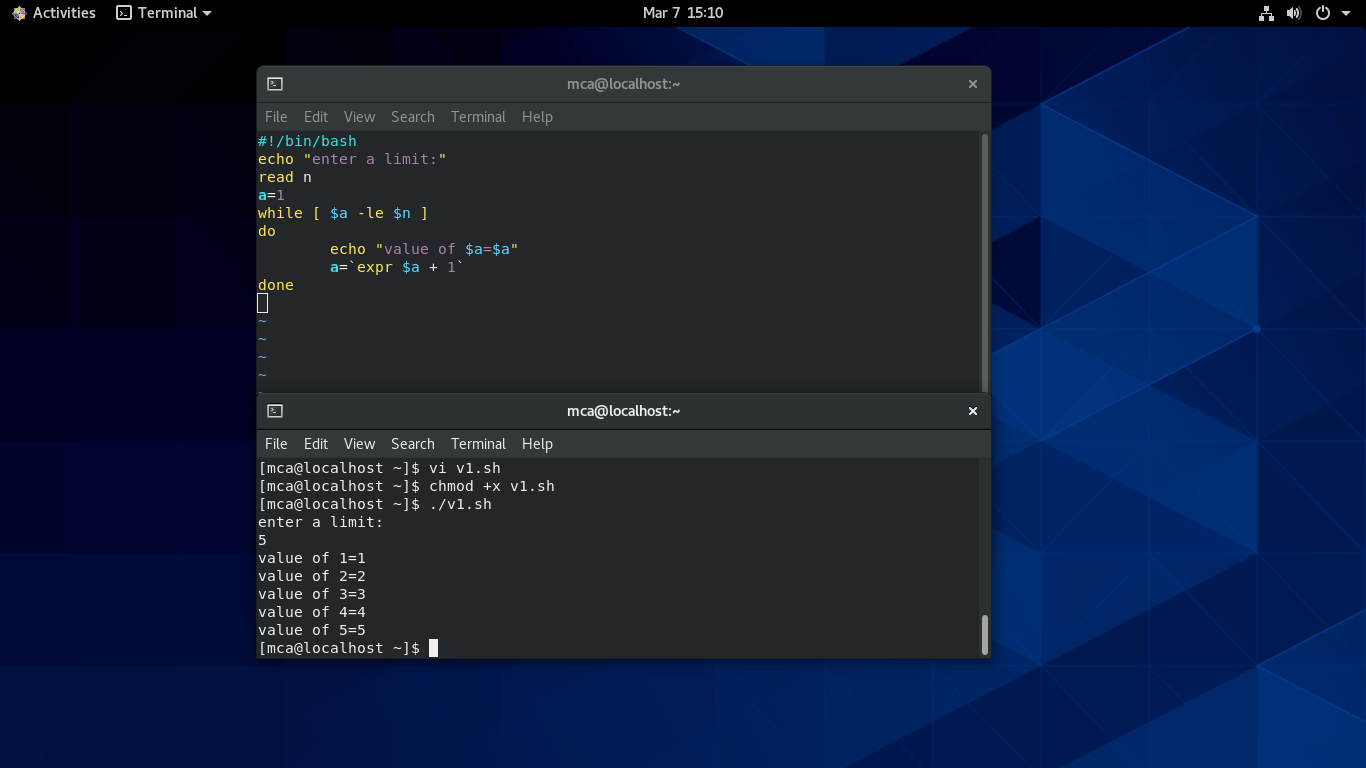 Activities Terminal Mar 7 15:10
mca@localhost:~ ×
File Edit View Search Terminal Help
#!/bin/bash
echo "enter a limit:"
read n
a=1
while [ $a -le $n ]
do
        echo "value of $a=$a"
        a=`expr $a + 1`
done
~
~
~
~
mca@localhost:~ ×
File Edit View Search Terminal Help
[mca@localhost ~]$ vi v1.sh
[mca@localhost ~]$ chmod +x v1.sh
[mca@localhost ~]$ ./v1.sh
enter a limit:
5
value of 1=1
value of 2=2
value of 3=3
value of 4=4
value of 5=5
[mca@localhost ~]$